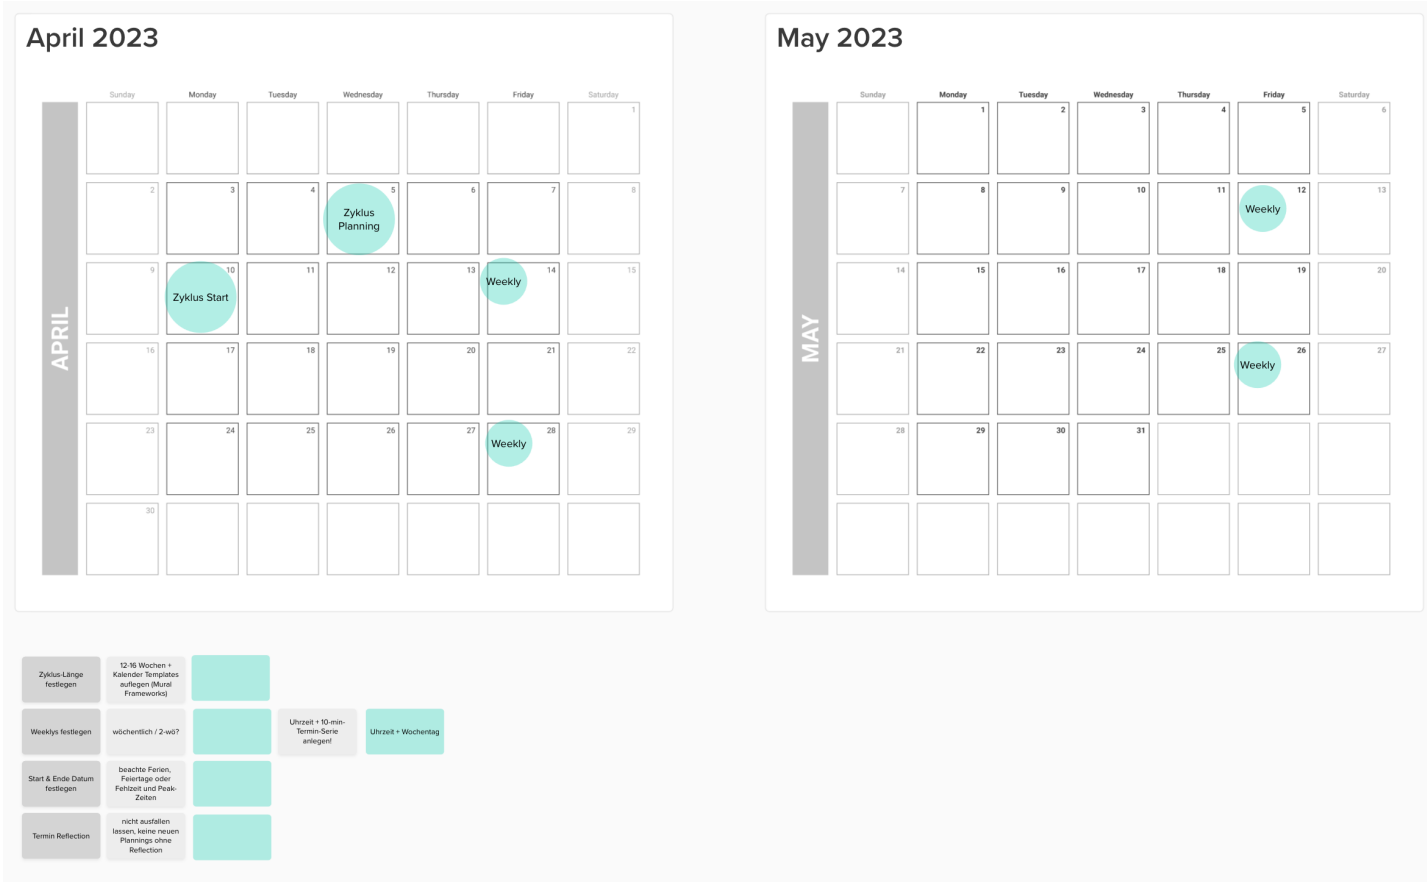 April 2023
Sunday Monday Tuesday Wednesday Thursday Friday Saturday
1
2 3 4 5 6 7 8
Zyklus
Planning
9 10 11 12 13 14 15
Zyklus Start
Weekly
16 17 18 19 20 21 22
23 24 25 26 27 28 29
Weekly
30
APRIL
May 2023
Sunday Monday Tuesday Wednesday Thursday Friday Saturday
1 2 3 4 5 6
7 8 9 10 11 12 13
Weekly
14 15 16 17 18 19 20
21 22 23 24 25 26 27
Weekly
28 29 30 31
MAY
Zyklus-Länge
festlegen
12-16 Wochen +
Kalender Templates
auflegen (Mural
Frameworks)
Weeklys festlegen
wöchentlich / 2-wö?
Uhrzeit + 10-min-
Termin-Serie
anlegen!
Uhrzeit + Wochentag
Start & Ende Datum
festlegen
beachte Ferien,
Feiertage oder
Fehlzeit und Peak-
Zeiten
Termin Reflection
nicht ausfallen
lassen, keine neuen
Plannings ohne
Reflection